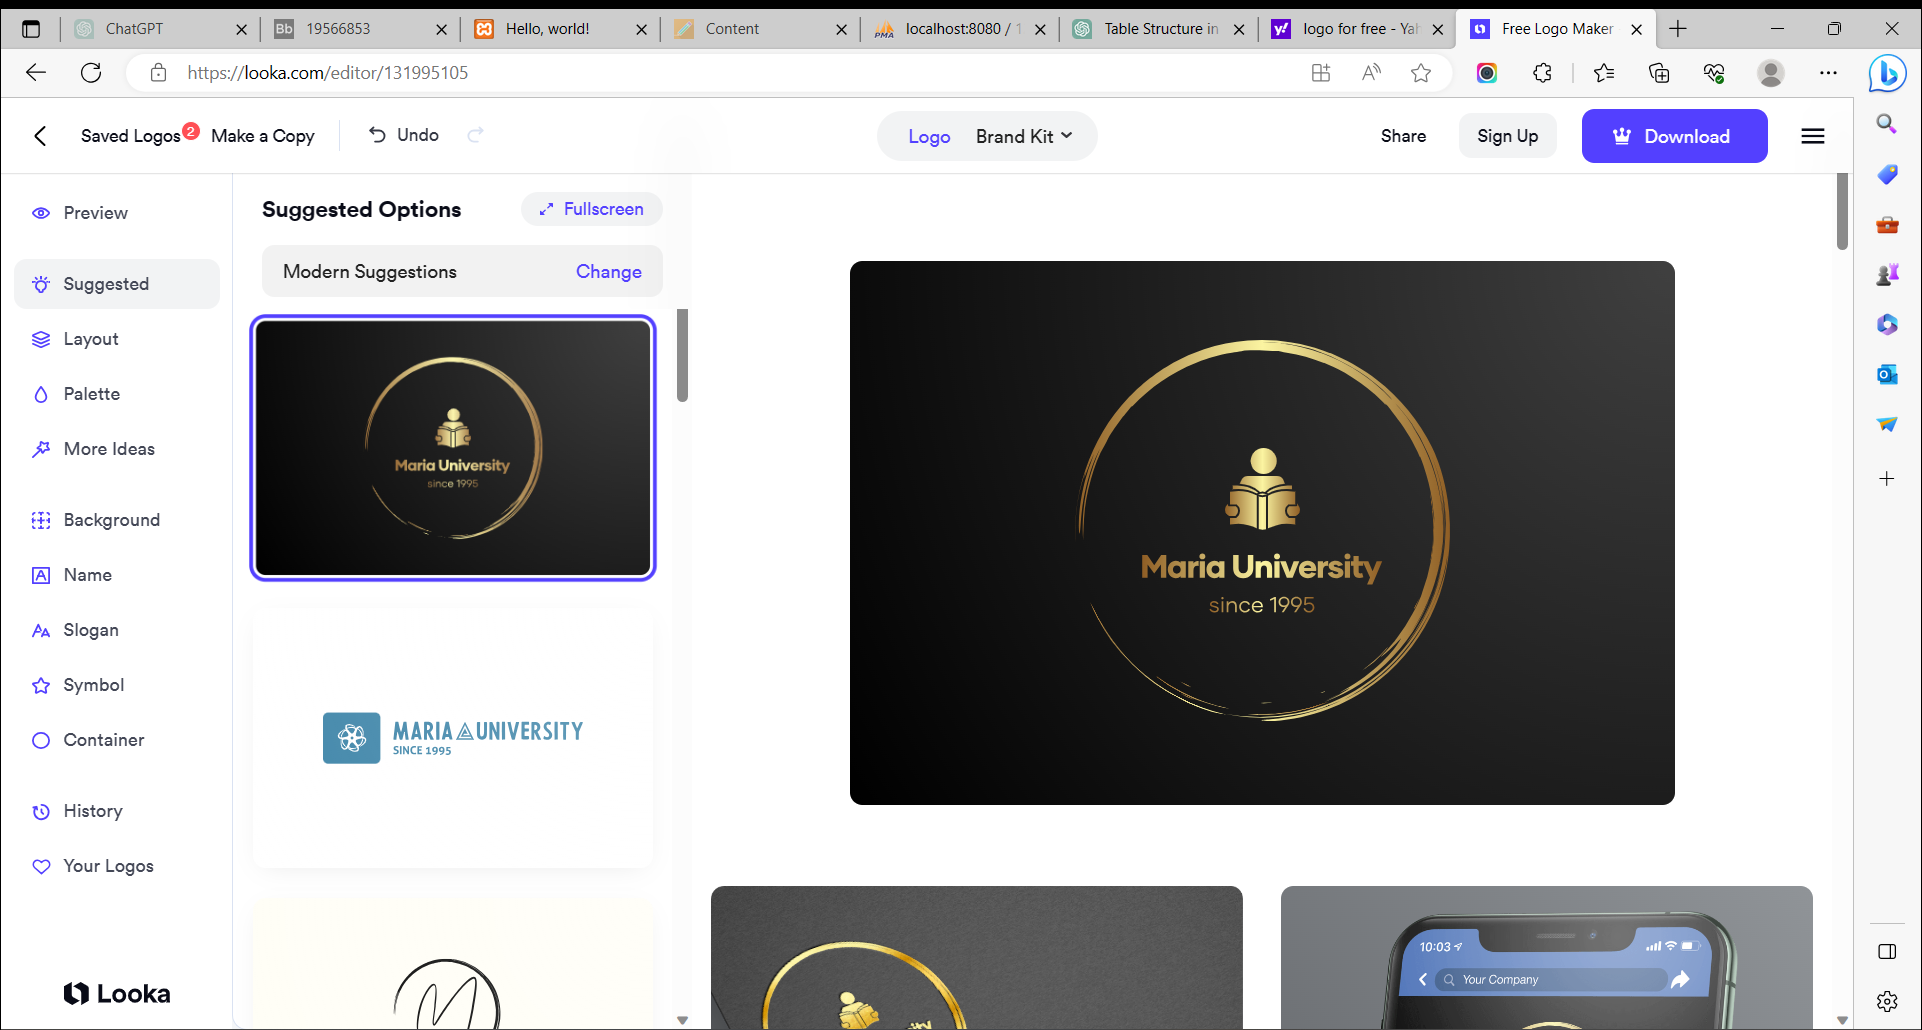 ChatGPT
Bb 19566853
Hello, world!
Content
PMA localhost:8080 / 1
Table Structure in
logo for free - Yah
Free Logo Maker
https://looka.com/editor/131995105
Saved Logos 2
Make a Copy
Undo
Logo
Brand Kit
Share
Sign Up
Download
Preview
Suggested
Layout
Palette
More Ideas
Background
Name
Slogan
Symbol
Container
History
Your Logos
Looka
Suggested Options
Fullscreen
Modern Suggestions
Change
Maria University
since 1995
MARIA UNIVERSITY
SINCE 1995
M
Maria University
since 1995
10:03
Your Company